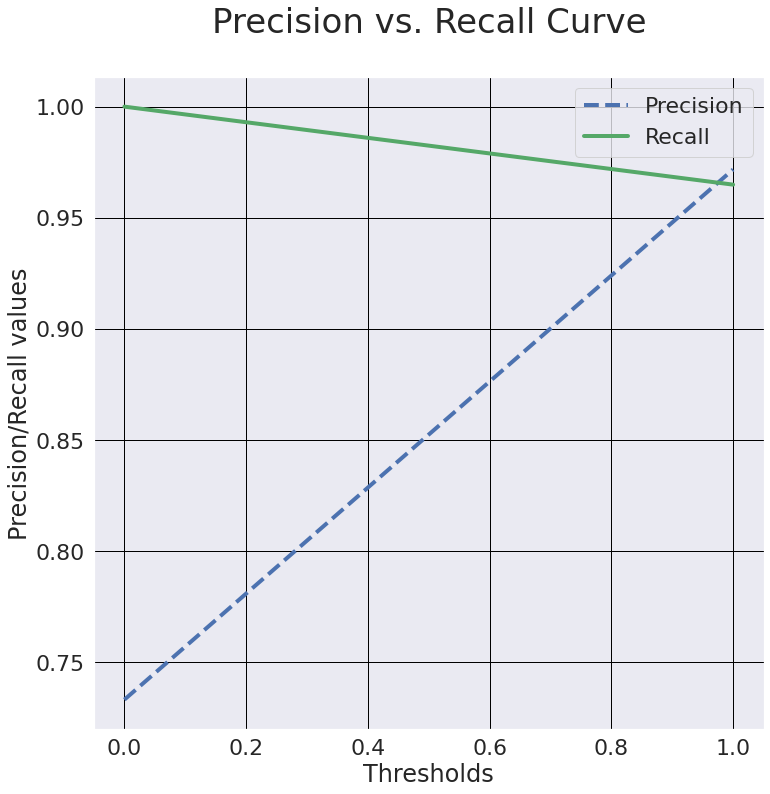 Precision vs. Recall Curve
Precision
Recall
1.00
0.95
0.90
0.85
0.80
0.75
Precision/Recall values
0.0 0.2 0.4 0.6 0.8 1.0
Thresholds